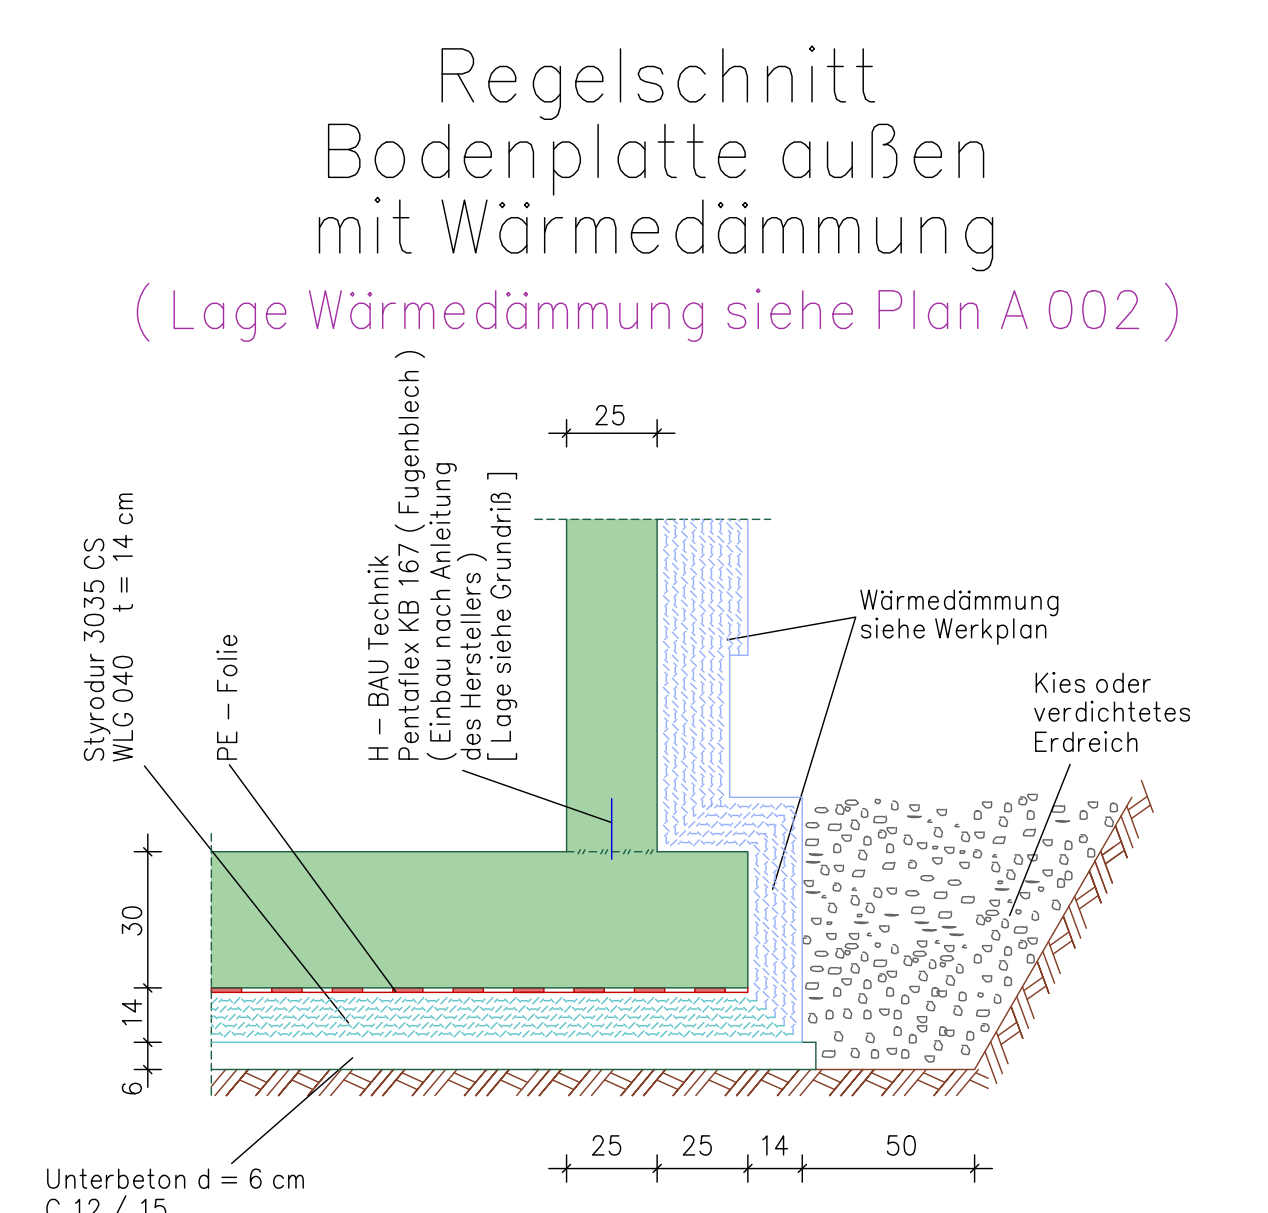 Regelschnitt
Bodenplatte außen
mit Wärmedämmung
( Lage Wärmedämmung siehe Plan A 002 )
25
Styrodur 3035 CS
WLG 040 t = 14 cm
PE – Folie
H – BAU Technik
Pentaflex KB 167 ( Fugenblech )
( Einbau nach Anleitung
des Herstellers )
[ Lage siehe Grundriß ]
Wärmedämmung
siehe Werkplan
Kies oder
verdichtetes
Erdreich
30
14
6
25 25 14 50
Unterbeton d = 6 cm
C 12 / 15